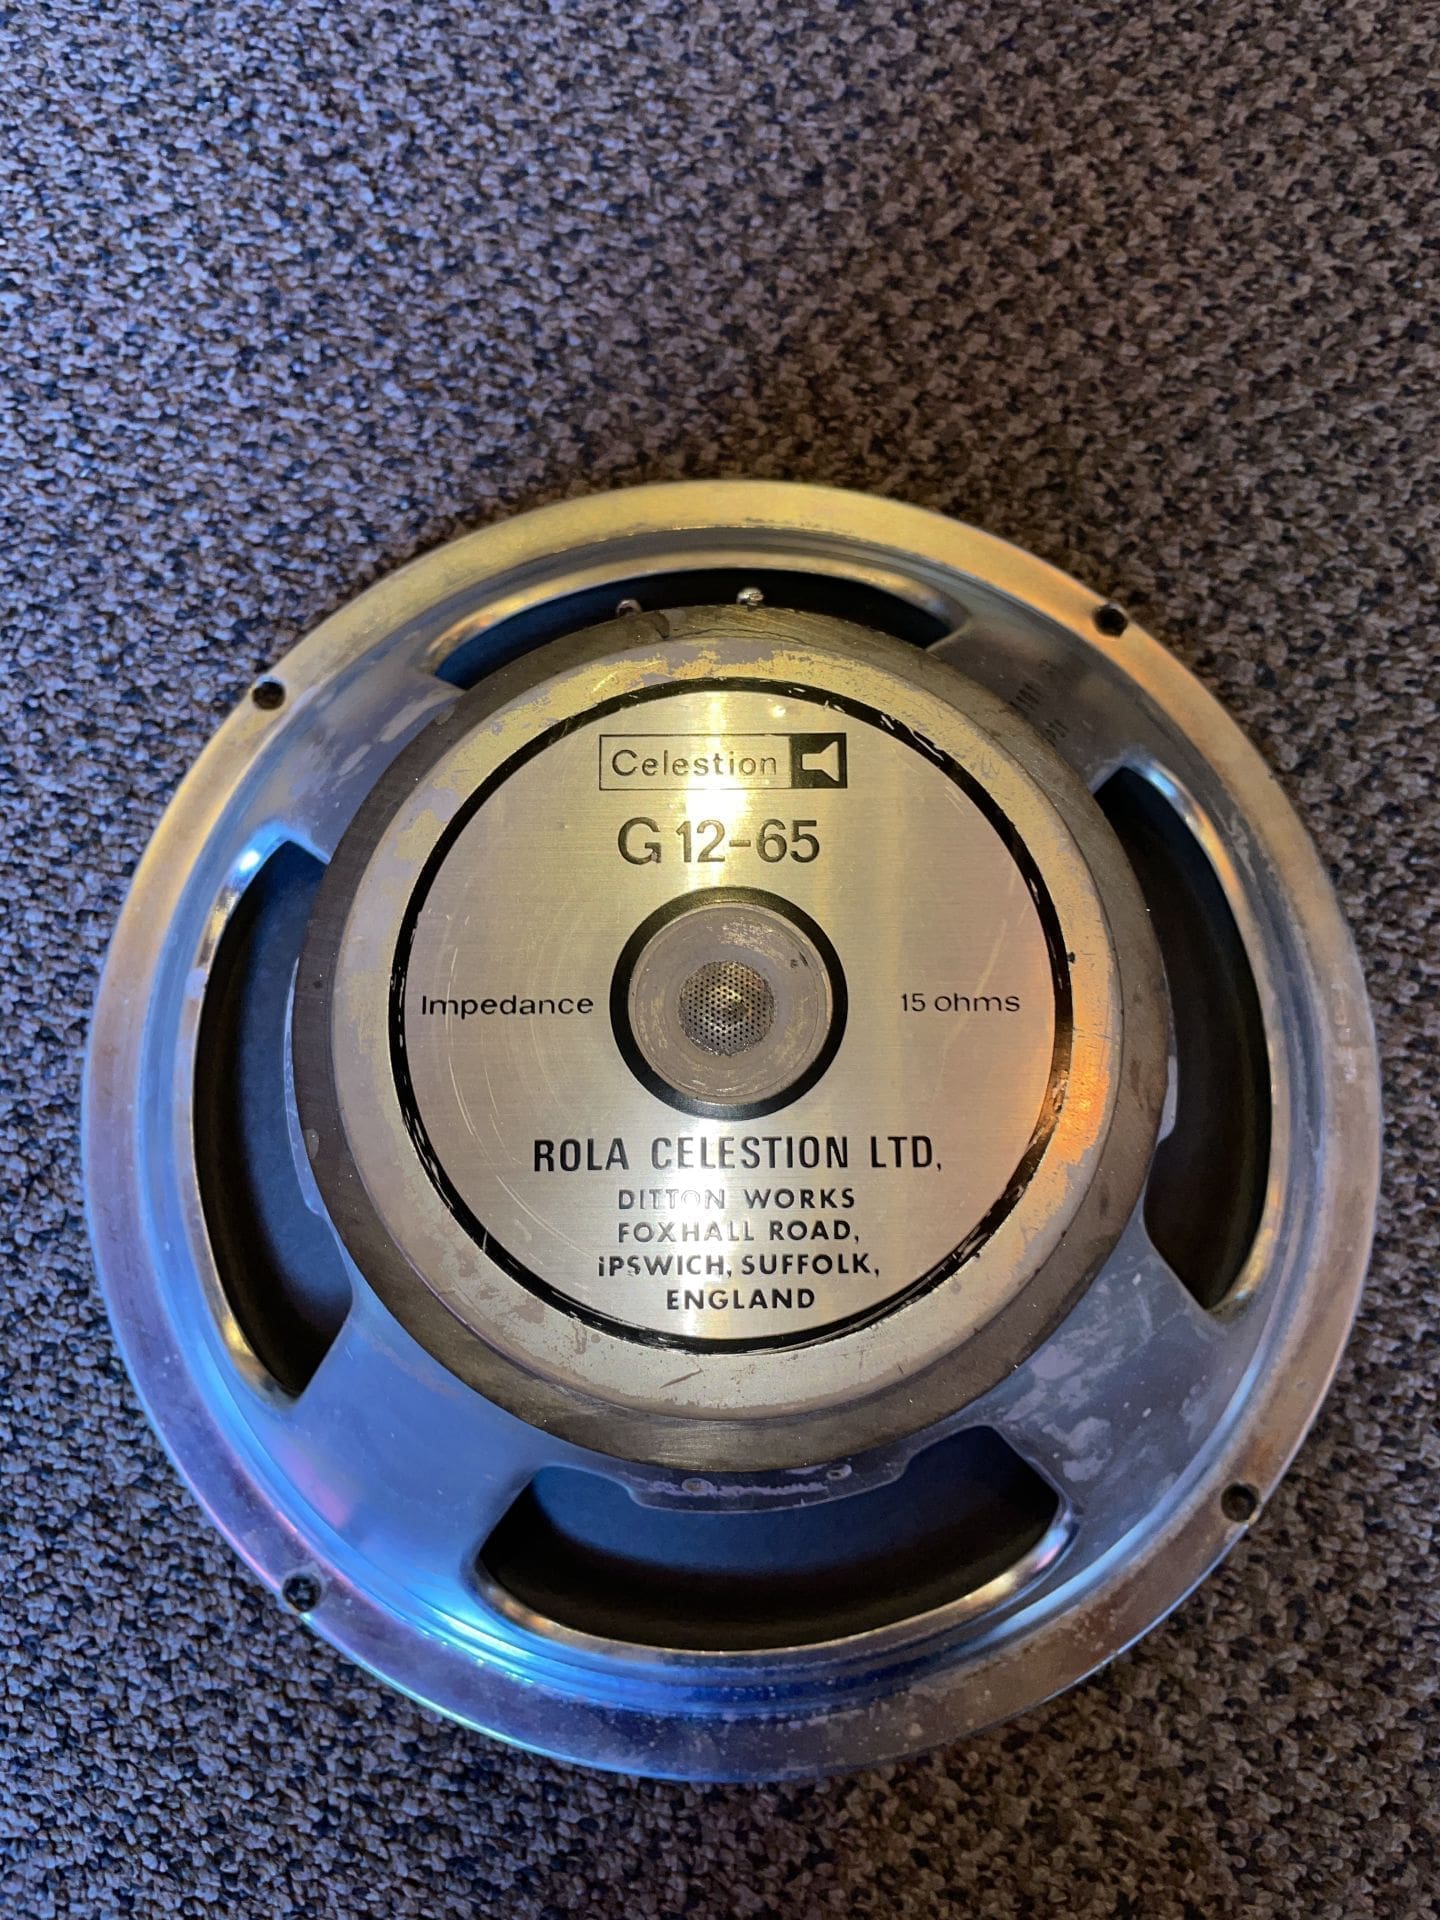 Celestion
G12-65
Impedance 15 ohms
ROLA CELESTION LTD.
DITTON WORKS
FOXHALL ROAD,
iPSWICH, SUFFOLK,
ENGLAND